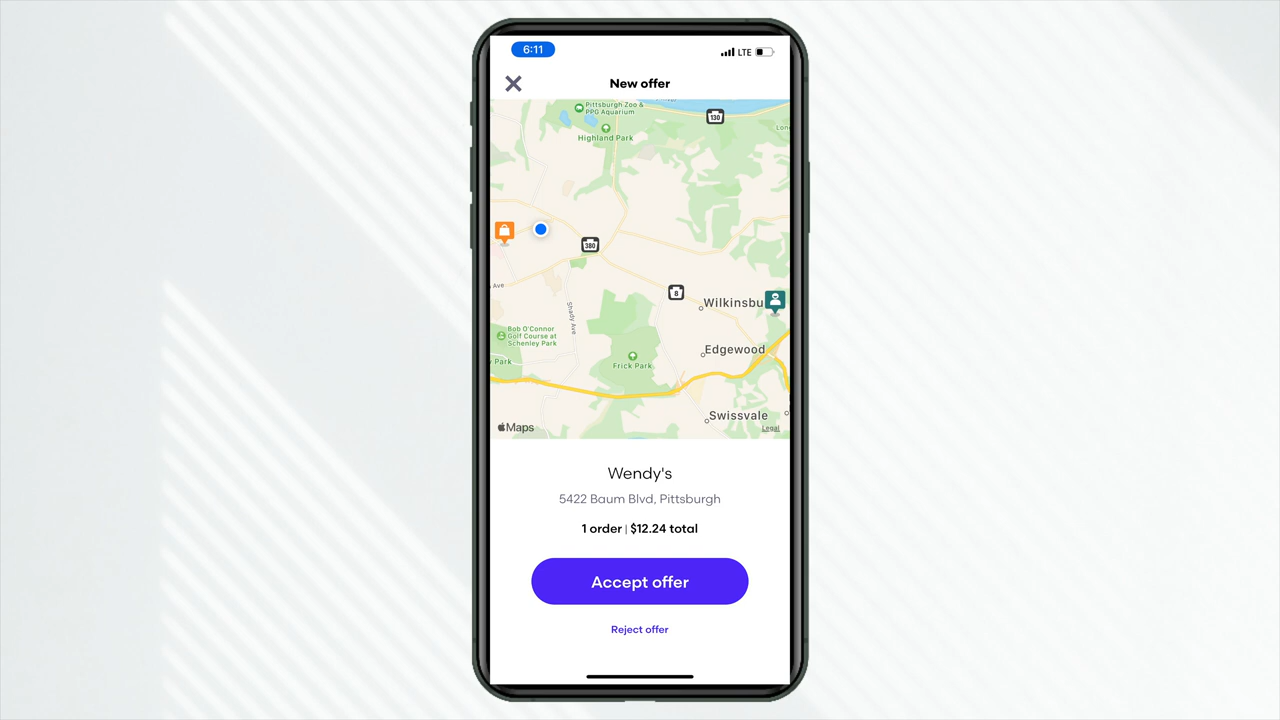 6:11
LTE
New offer
Pittsburgh Zoo &
PPG Aquarium
130
Highland Park
380
Shady Ave
8
Wilkinsbu
Bob O'Connor
Golf Course at
Schenley Park
Edgewood
Park
Frick Park
Swissvale
Maps
Legal
Wendy's
5422 Baum Blvd, Pittsburgh
1 order | $12.24 total
Accept offer
Reject offer